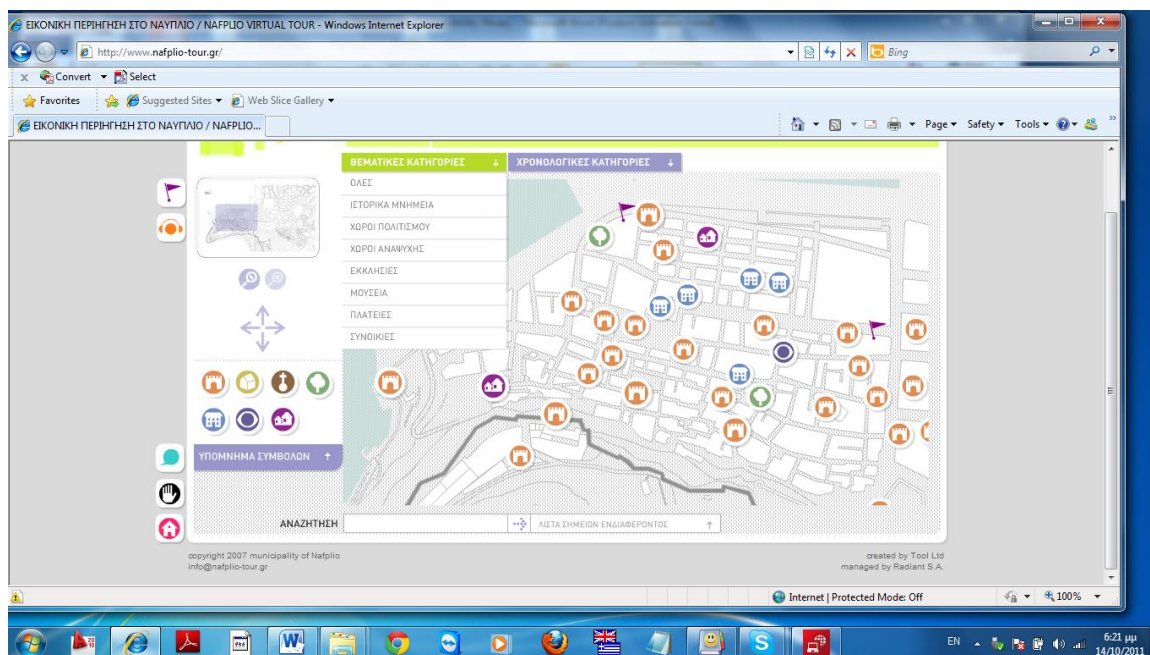 ΕΙΚΟΝΙΚΗ ΠΕΡΙΗΓΗΣΗ ΣΤΟ ΝΑΥΠΛΙΟ / NAFPLIO VIRTUAL TOUR - Windows Internet Explorer
http://www.nafplio-tour.gr/
Bing
x Convert Select
Favorites Suggested Sites Web Slice Gallery
ΕΙΚΟΝΙΚΗ ΠΕΡΙΗΓΗΣΗ ΣΤΟ ΝΑΥΠΛΙΟ / NAFPLIO...
Page Safety Tools
ΘΕΜΑΤΙΚΕΣ ΚΑΤΗΓΟΡΙΕΣ ↓ ΧΡΟΝΟΛΟΓΙΚΕΣ ΚΑΤΗΓΟΡΙΕΣ ↓
ΟΛΕΣ
ΙΣΤΟΡΙΚΑ ΜΝΗΜΕΙΑ
ΧΩΡΟΙ ΠΟΛΙΤΙΣΜΟΥ
ΧΩΡΟΙ ΑΝΑΨΥΧΗΣ
ΕΚΚΛΗΣΙΕΣ
ΜΟΥΣΕΙΑ
ΠΛΑΤΕΙΕΣ
ΣΥΝΟΙΚΙΕΣ
ΥΠΟΜΝΗΜΑ ΣΥΜΒΟΛΩΝ ↑
ΑΝΑΖΗΤΗΣΗ
ΛΙΣΤΑ ΣΗΜΕΙΩΝ ΕΝΔΙΑΦΕΡΟΝΤΟΣ ↑
copyright 2007 municipality of Nafplio
info@nafplio-tour.gr
created by Tool Ltd
managed by Radiant S.A.
Internet | Protected Mode: Off
100%
EN
6:21 μμ
14/10/2011